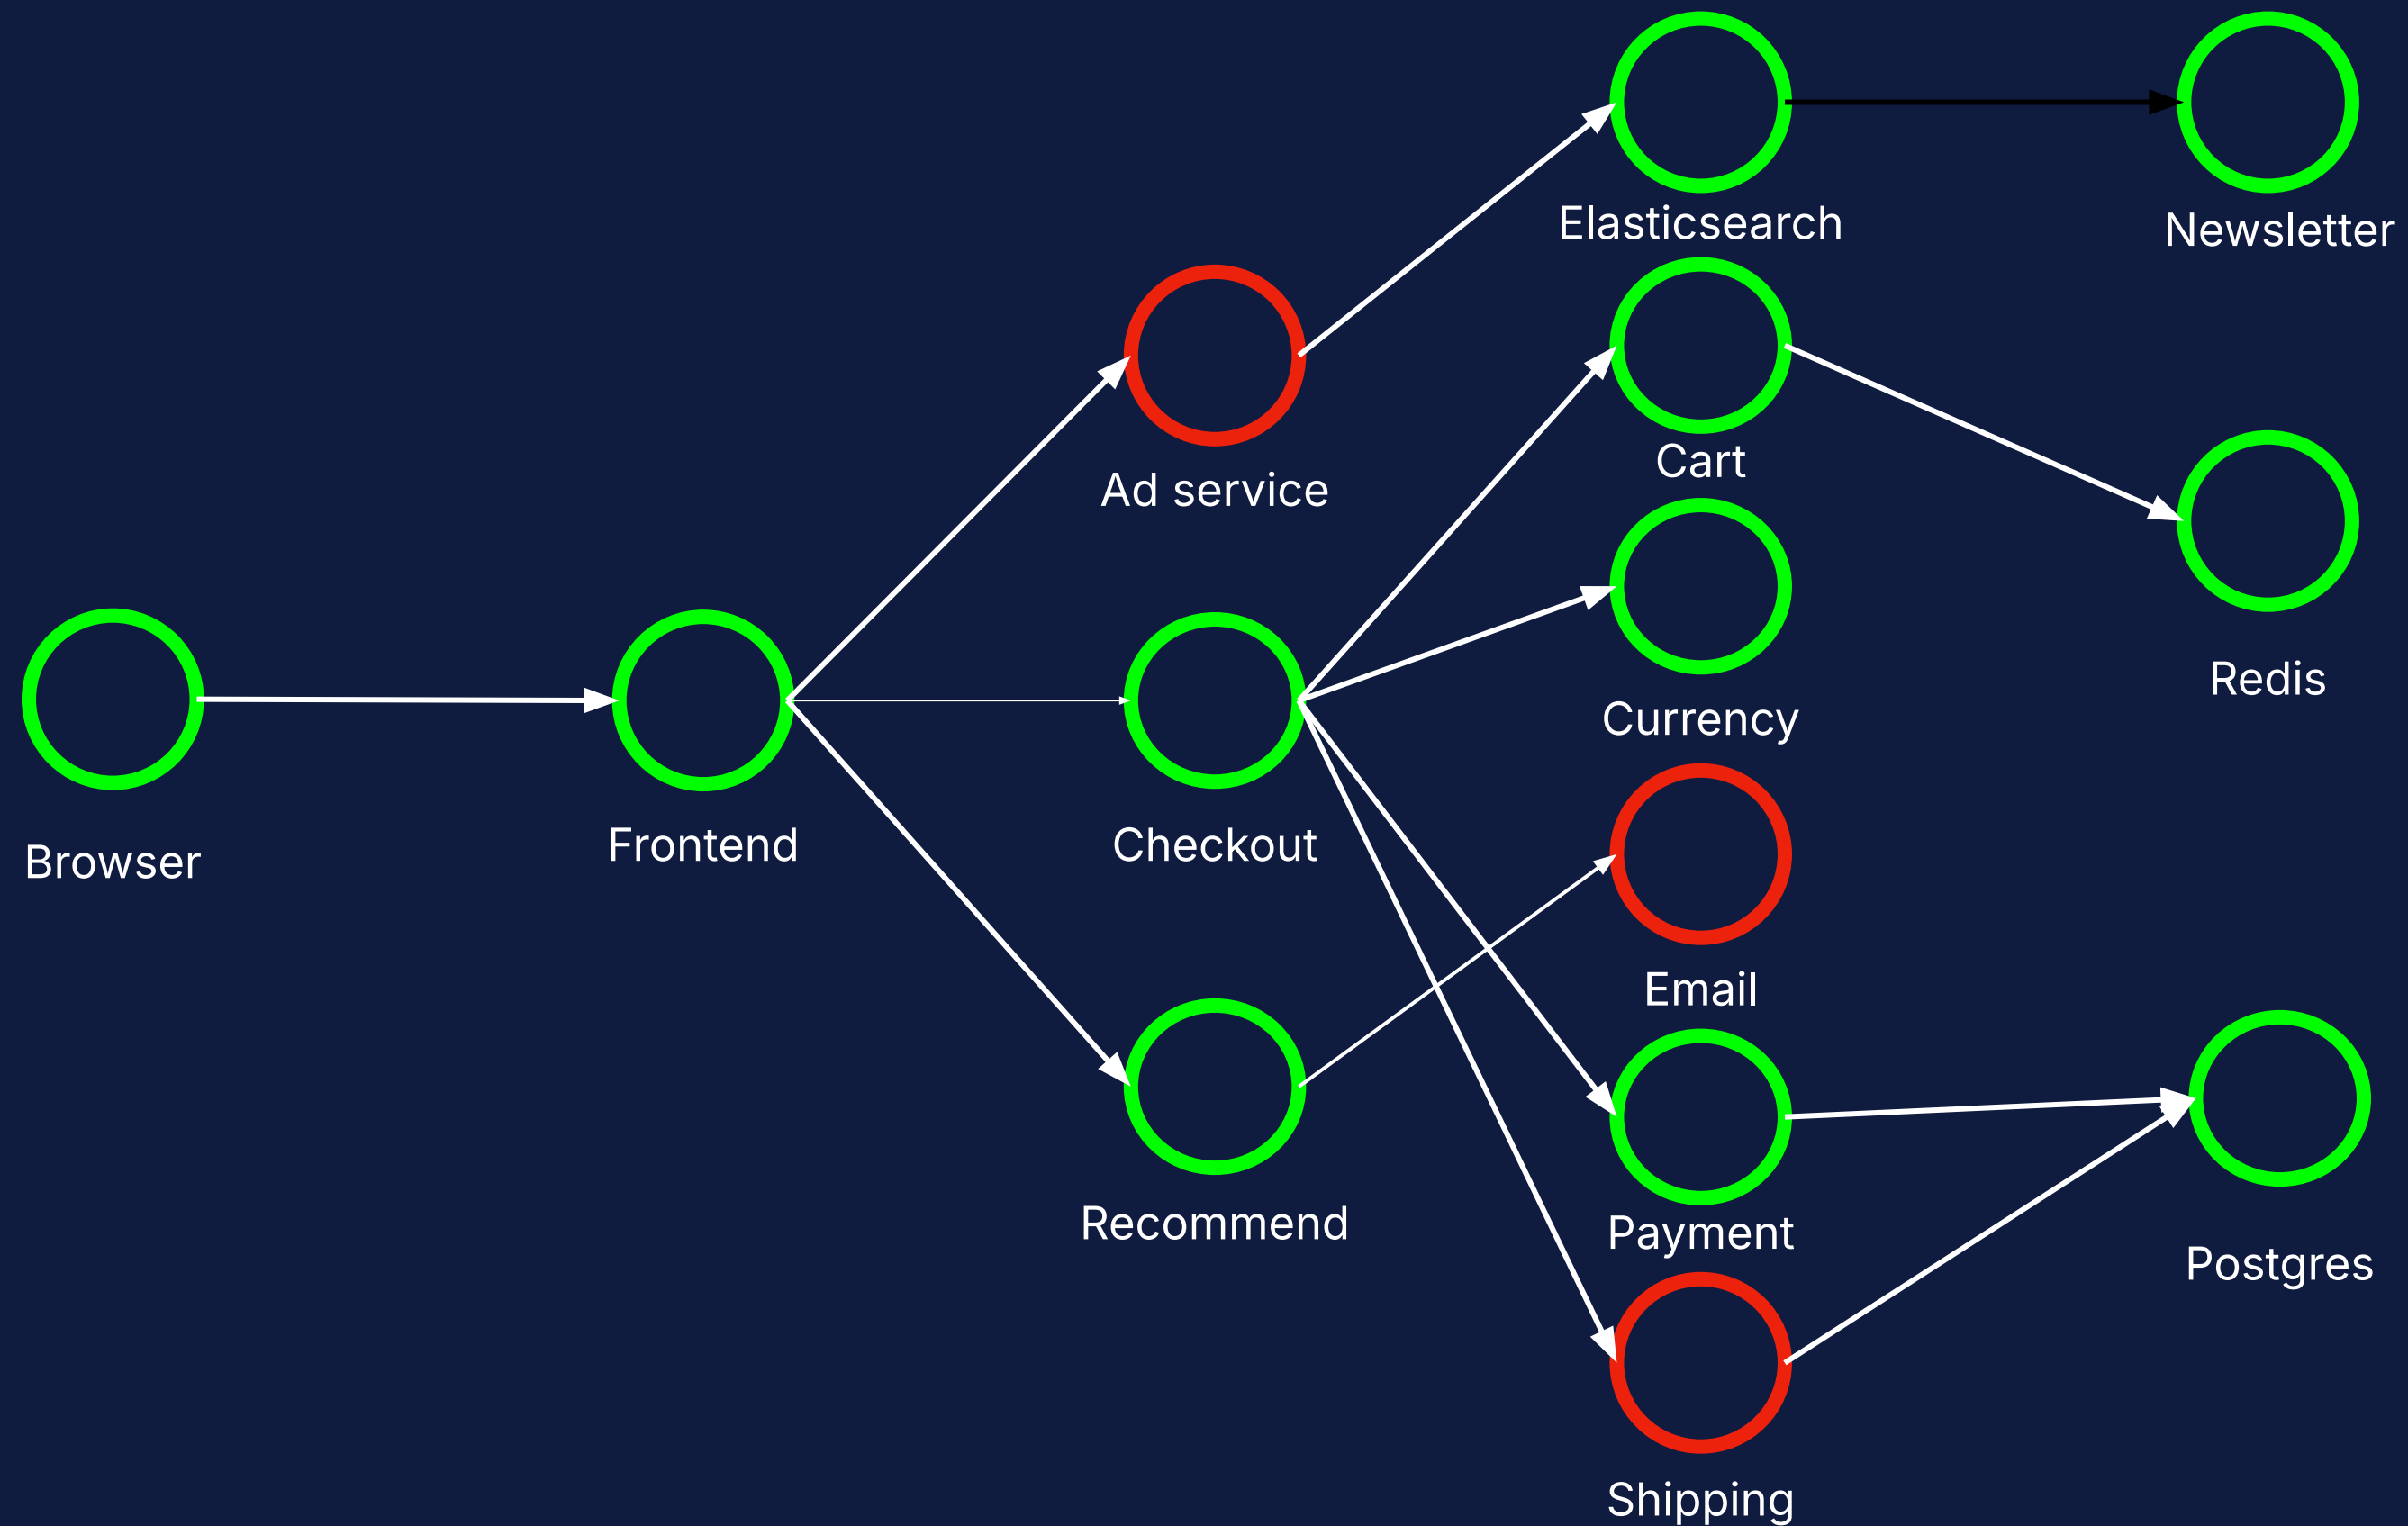 Elasticsearch
Newsletter
Ad service
Cart
Currency
Redis
Browser
Frontend
Checkout
Email
Recommend
Payment
Postgres
Shipping